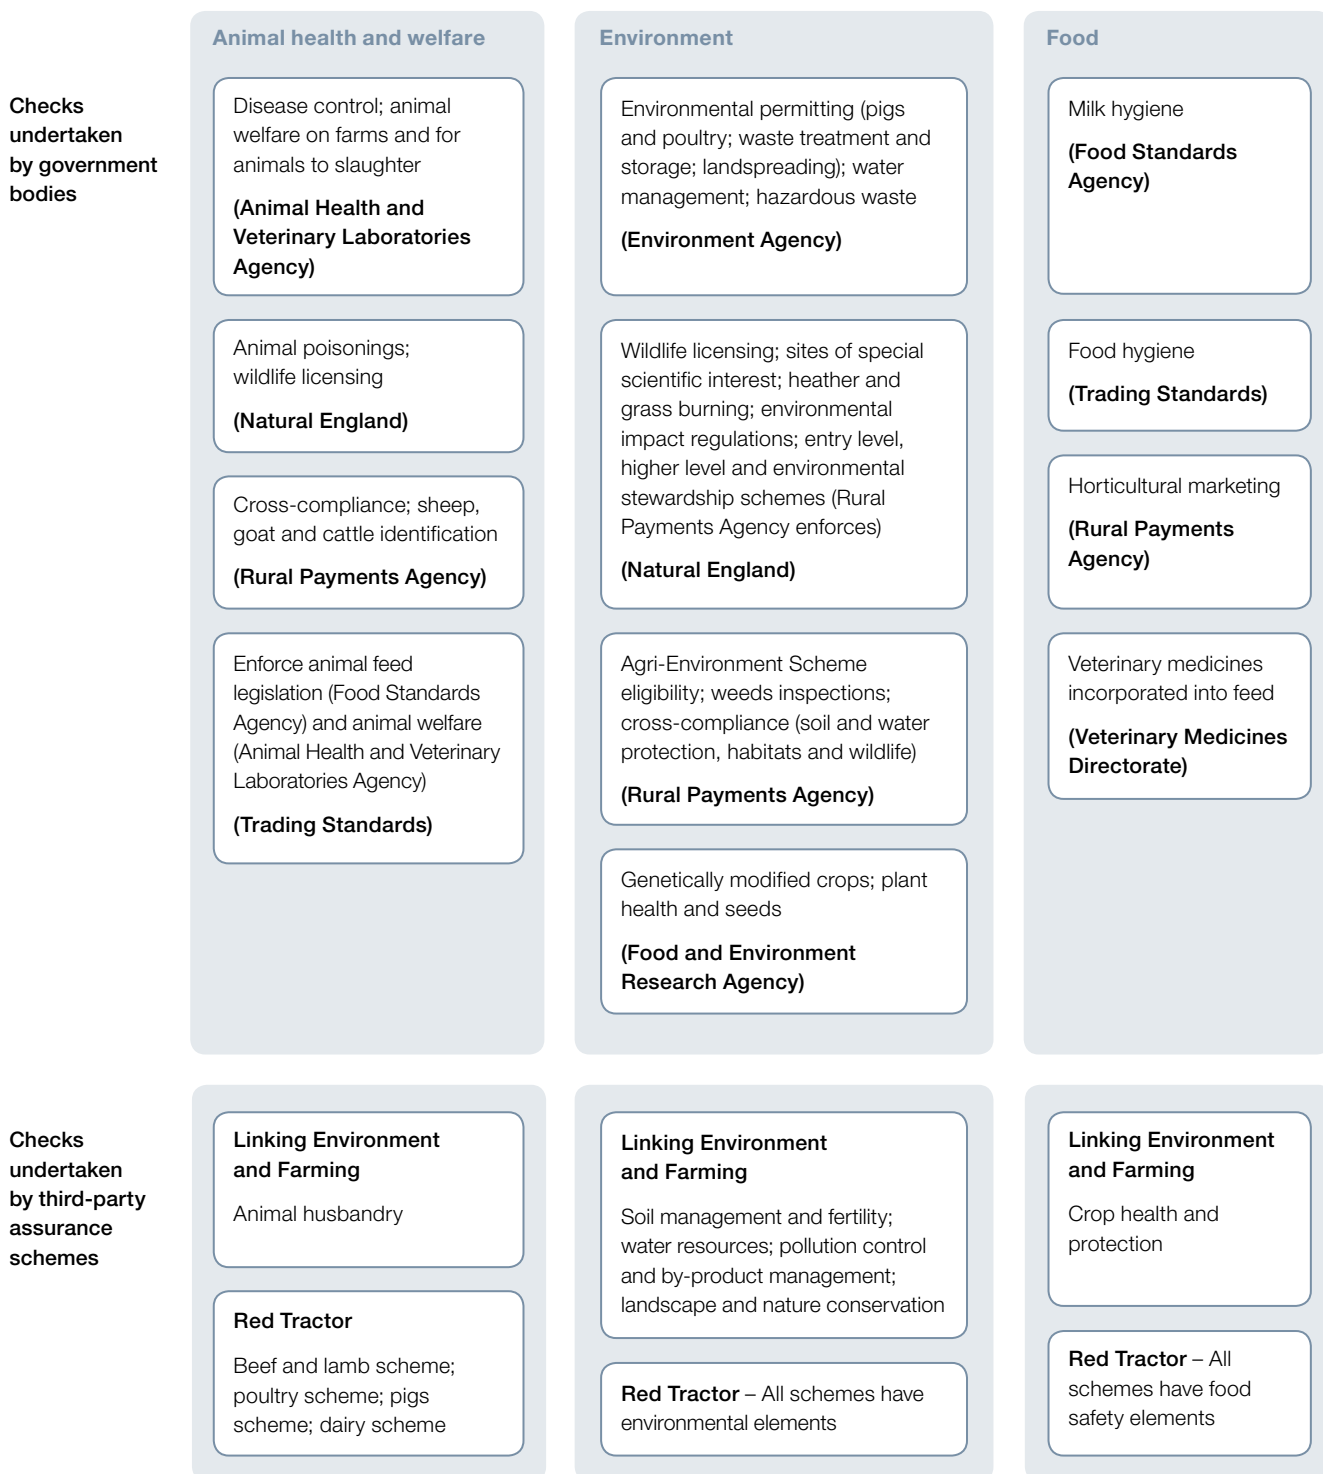 Animal health and welfare
Environment
Food
Checks
undertaken
by government
bodies
Disease control; animal
welfare on farms and for
animals to slaughter
(Animal Health and
Veterinary Laboratories
Agency)
Environmental permitting (pigs
and poultry; waste treatment and
storage; landspreading); water
management; hazardous waste
(Environment Agency)
Milk hygiene
(Food Standards
Agency)
Animal poisonings;
wildlife licensing
(Natural England)
Wildlife licensing; sites of special
scientific interest; heather and
grass burning; environmental
impact regulations; entry level,
higher level and environmental
stewardship schemes (Rural
Payments Agency enforces)
(Natural England)
Food hygiene
(Trading Standards)
Cross-compliance; sheep,
goat and cattle identification
(Rural Payments Agency)
Horticultural marketing
(Rural Payments
Agency)
Enforce animal feed
legislation (Food Standards
Agency) and animal welfare
(Animal Health and Veterinary
Laboratories Agency)
(Trading Standards)
Agri-Environment Scheme
eligibility; weeds inspections;
cross-compliance (soil and water
protection, habitats and wildlife)
(Rural Payments Agency)
Veterinary medicines
incorporated into feed
(Veterinary Medicines
Directorate)
Genetically modified crops; plant
health and seeds
(Food and Environment
Research Agency)
Checks
undertaken
by third-party
assurance
schemes
Linking Environment
and Farming
Animal husbandry
Linking Environment
and Farming
Soil management and fertility;
water resources; pollution control
and by-product management;
landscape and nature conservation
Linking Environment
and Farming
Crop health and
protection
Red Tractor
Beef and lamb scheme;
poultry scheme; pigs
scheme; dairy scheme
Red Tractor – All schemes have
environmental elements
Red Tractor – All
schemes have food
safety elements